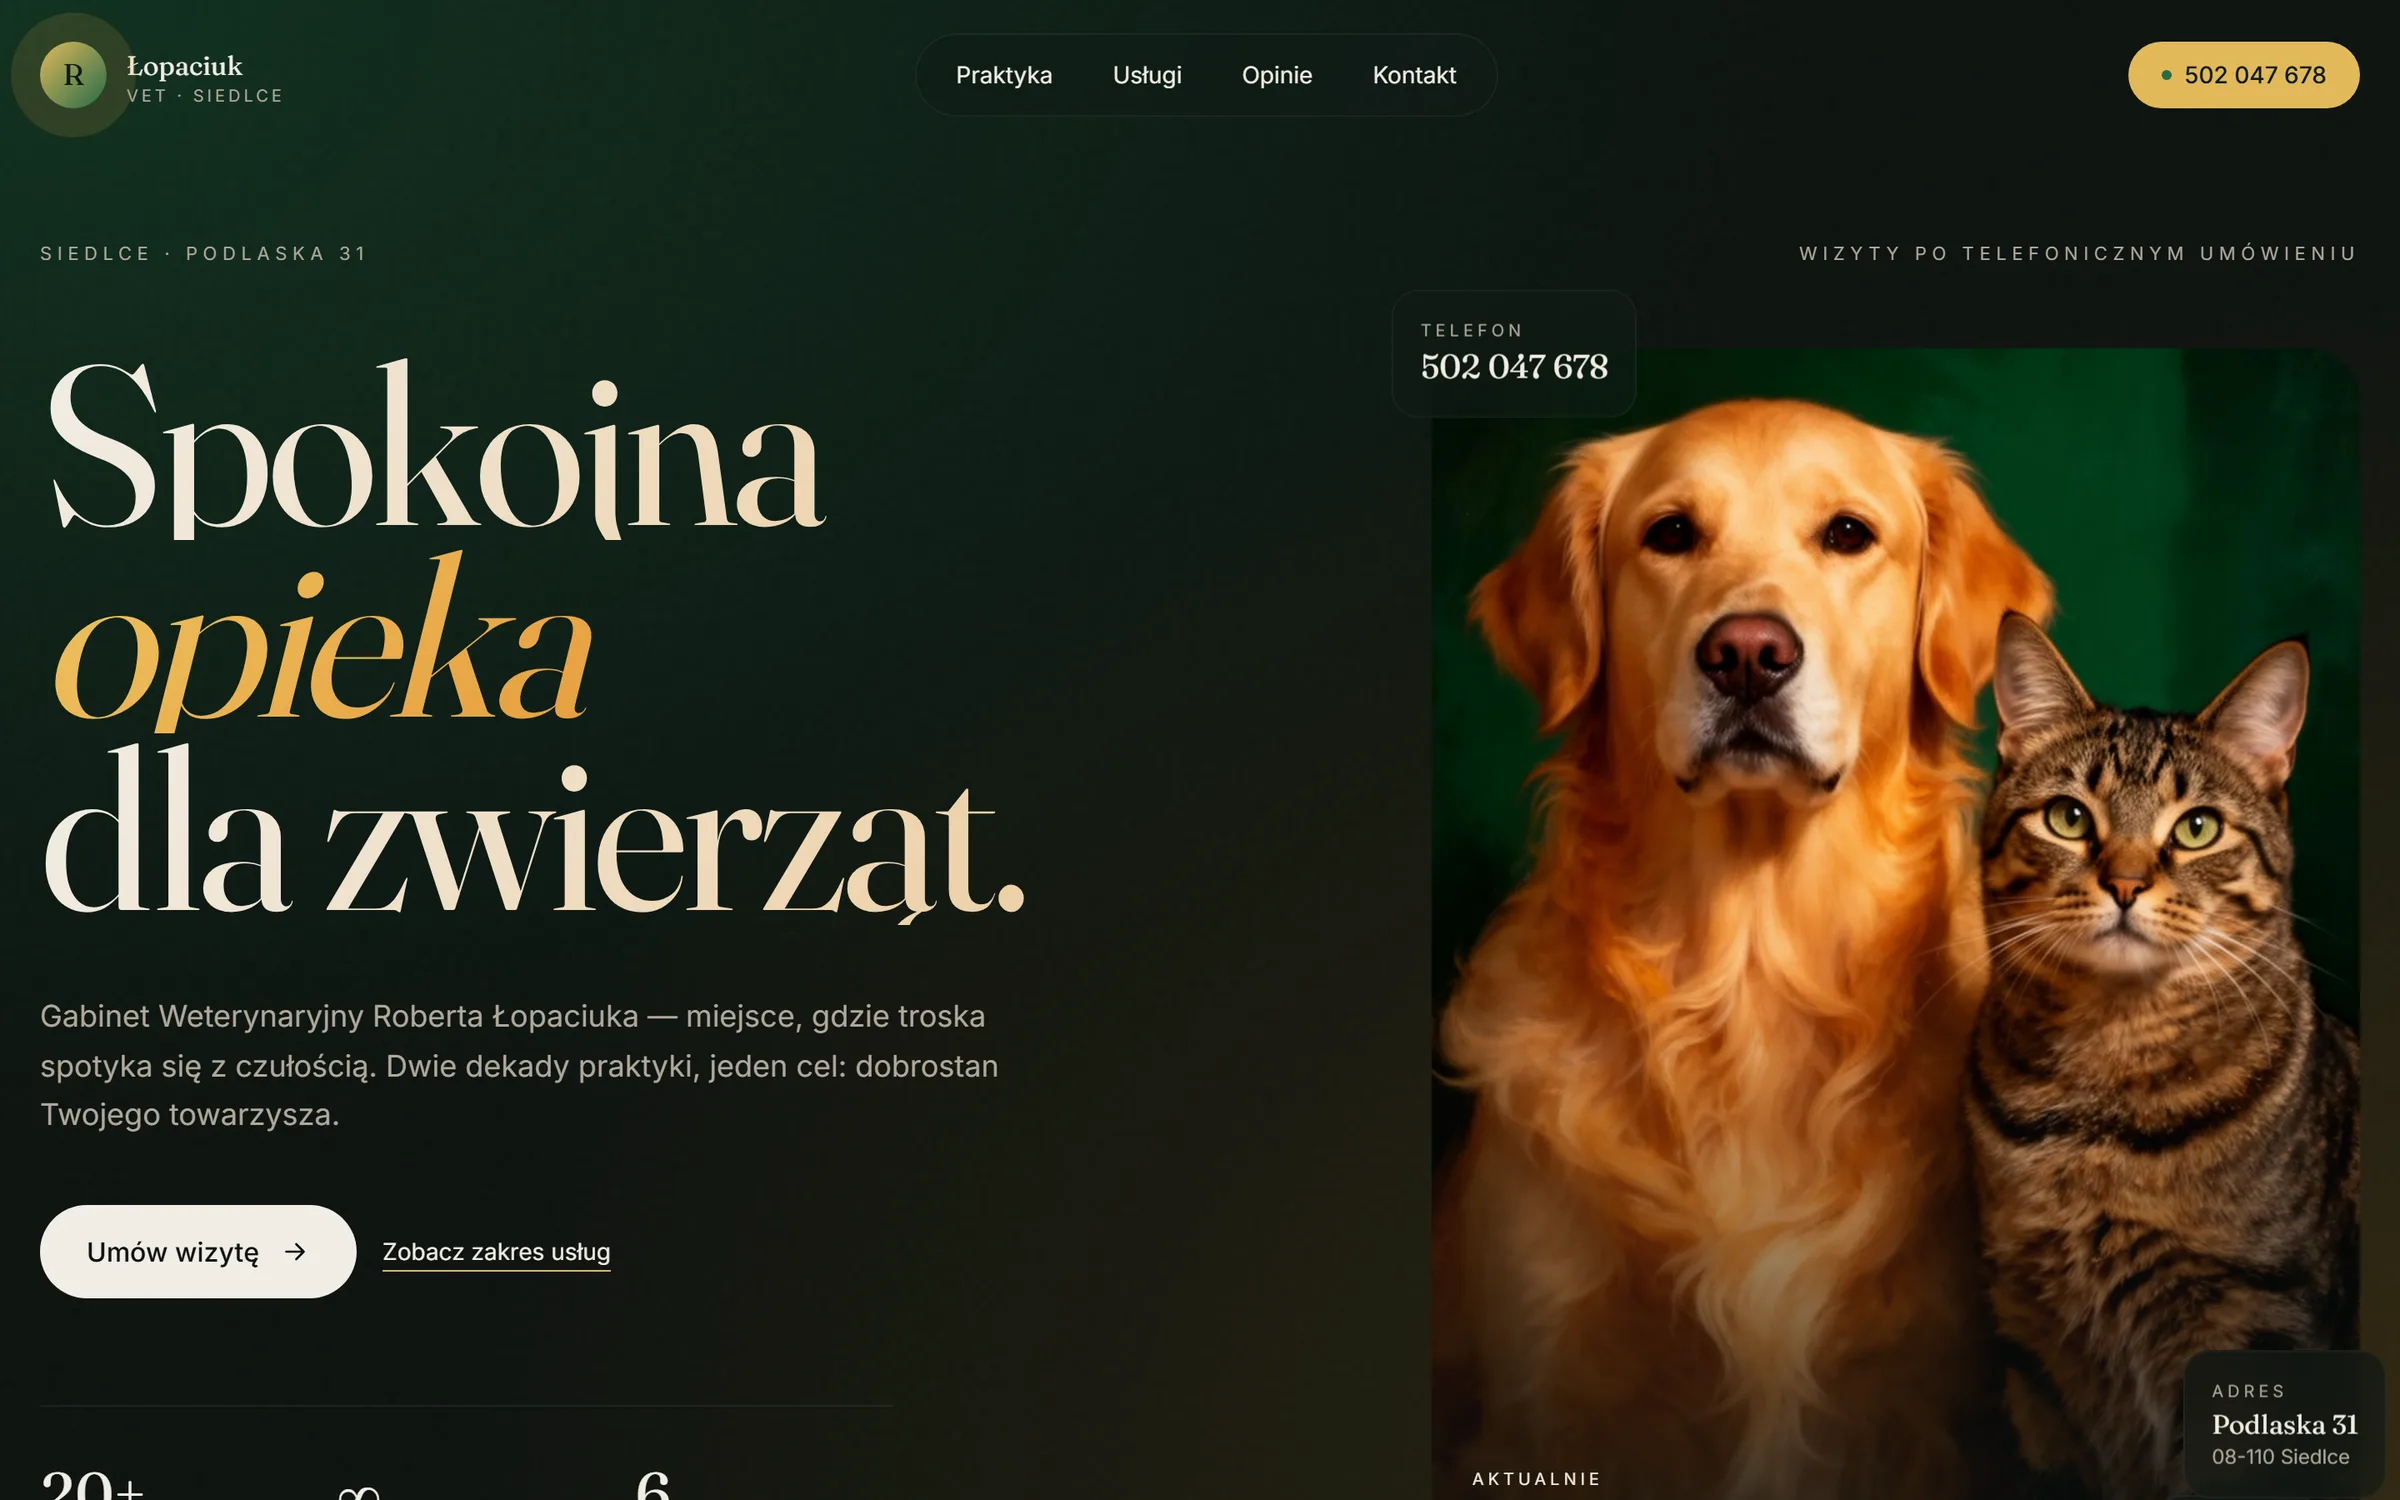 R
Łopaciuk
VET · SIEDLCE
Praktyka
Usługi
Opinie
Kontakt
502 047 678
SIEDLCE · PODLASKA 31
WIZYTY PO TELEFONICZNYM UMÓWIENIU
Spokojna
opieka
dla zwierząt.
TELEFON
502 047 678
Gabinet Weterynaryjny Roberta Łopaciuka — miejsce, gdzie troska
spotyka się z czułością. Dwie dekady praktyki, jeden cel: dobrostan
Twojego towarzysza.
Umów wizytę →
Zobacz zakres usług
20+
∞
6
AKTUALNIE
ADRES
Podlaska 31
08-110 Siedlce